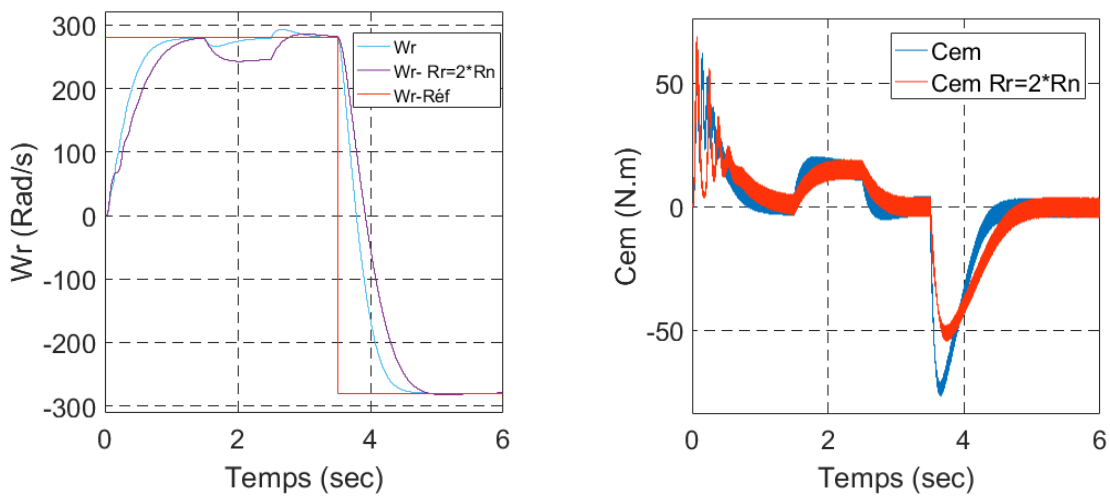 300
200
100
0
-100
-200
-300
Wr (Rad/s)
Wr
Wr- Rr=2*Rn
Wr-Réf
0
2
4
6
Temps (sec)
50
0
-50
Cem (N.m)
Cem
Cem Rr=2*Rn
0
2
4
6
Temps (sec)